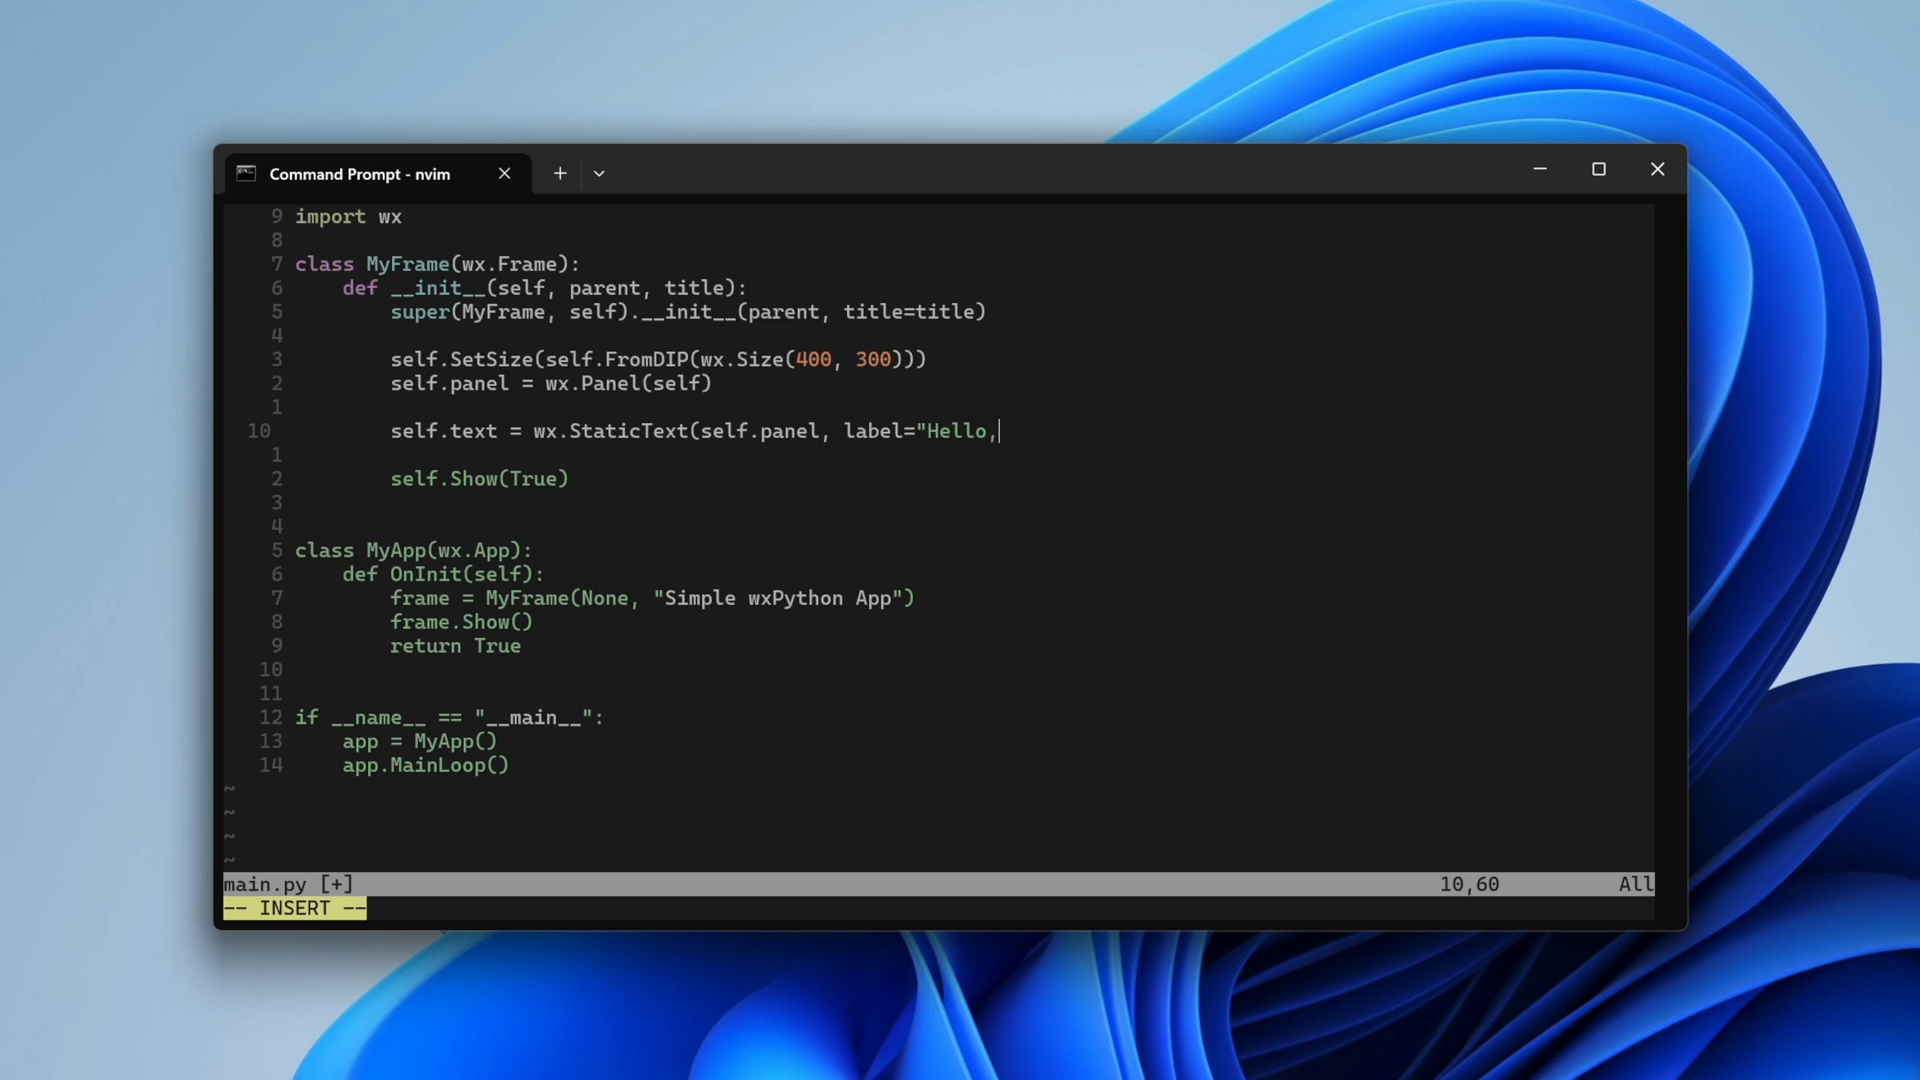 Command Prompt - nvim
9 import wx
8
7 class MyFrame(wx.Frame):
6     def __init__(self, parent, title):
5         super(MyFrame, self).__init__(parent, title=title)
4
3         self.SetSize(self.FromDIP(wx.Size(400, 300)))
2         self.panel = wx.Panel(self)
1
10         self.text = wx.StaticText(self.panel, label="Hello,
1
2         self.Show(True)
3
4
5 class MyApp(wx.App):
6     def OnInit(self):
7         frame = MyFrame(None, "Simple wxPython App")
8         frame.Show()
9         return True
10
11
12 if __name__ == "__main__":
13     app = MyApp()
14     app.MainLoop()
~
~
~
~
main.py [+] 10,60 All
-- INSERT --